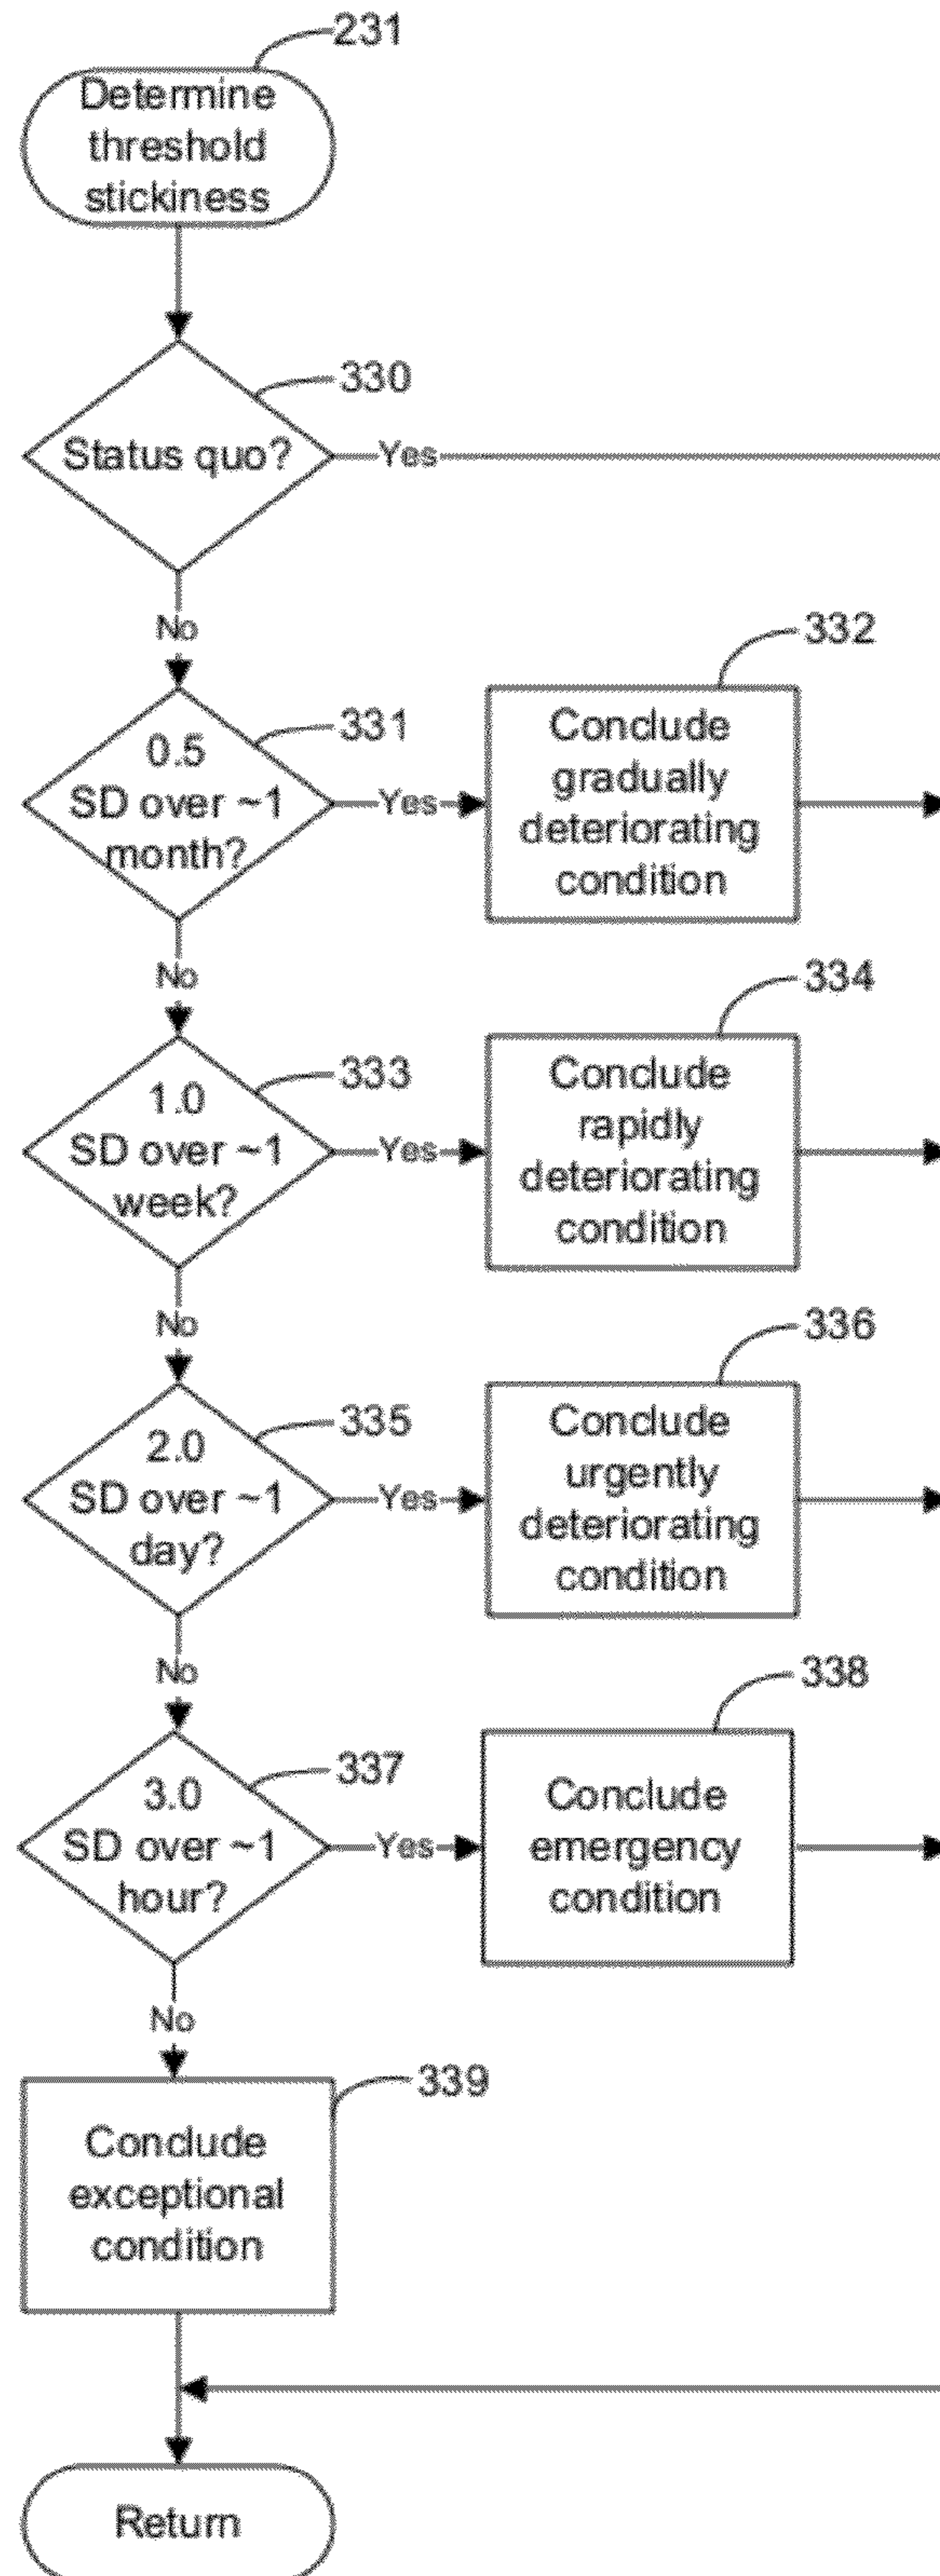 231
Determine
threshold
stickiness
330
Status quo?
Yes
No
331
0.5
SD over ~1
month?
Yes
332
Conclude
gradually
deteriorating
condition
No
333
1.0
SD over ~1
week?
Yes
334
Conclude
rapidly
deteriorating
condition
No
335
2.0
SD over ~1
day?
Yes
336
Conclude
urgently
deteriorating
condition
No
337
3.0
SD over ~1
hour?
Yes
338
Conclude
emergency
condition
No
339
Conclude
exceptional
condition
Return